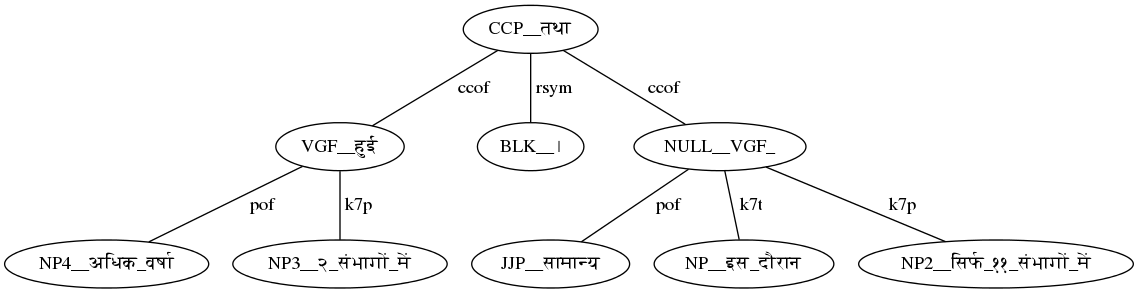 CCP__तथा
ccof rsym ccof
VGF__हुई BLK__। NULL__VGF_
pof k7p pof k7t k7p
NP4__अधिक_वर्षा NP3__२_संभागों_में JJP__सामान्य NP__इस_दौरान NP2__सिर्फ_११_संभागों_में